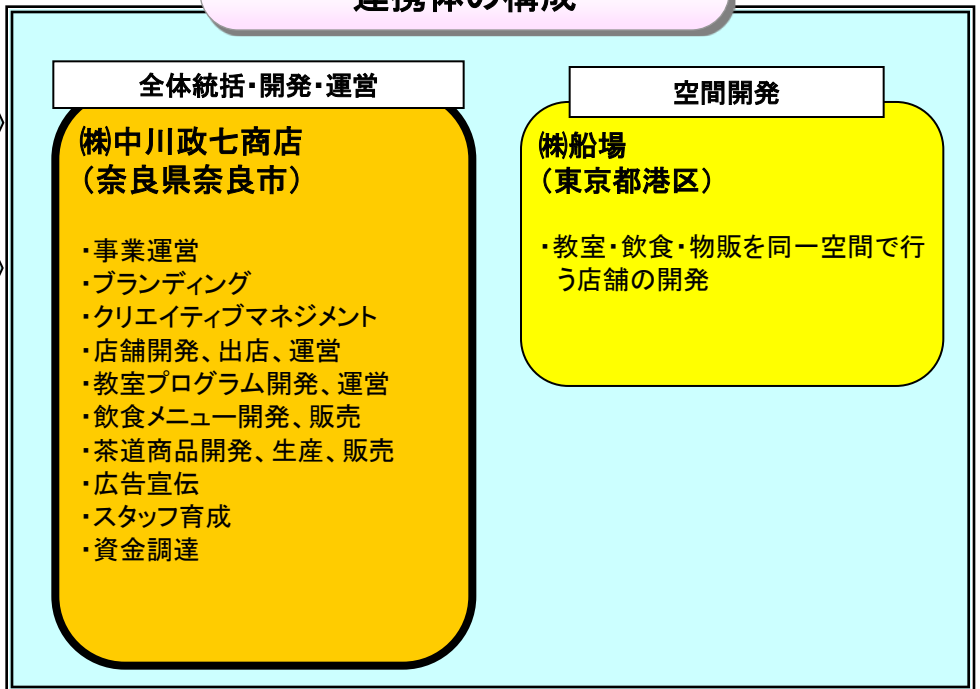 連携体の構成
全体統括・開発・運営
㈱中川政七商店
（奈良県奈良市）
・事業運営
・ブランディング
・クリエイティブマネジメント
・店舗開発、出店、運営
・教室プログラム開発、運営
・飲食メニュー開発、販売
・茶道商品開発、生産、販売
・広告宣伝
・スタッフ育成
・資金調達
空間開発
㈱船場
（東京都港区）
・教室・飲食・物販を同一空間で行
う店舗の開発